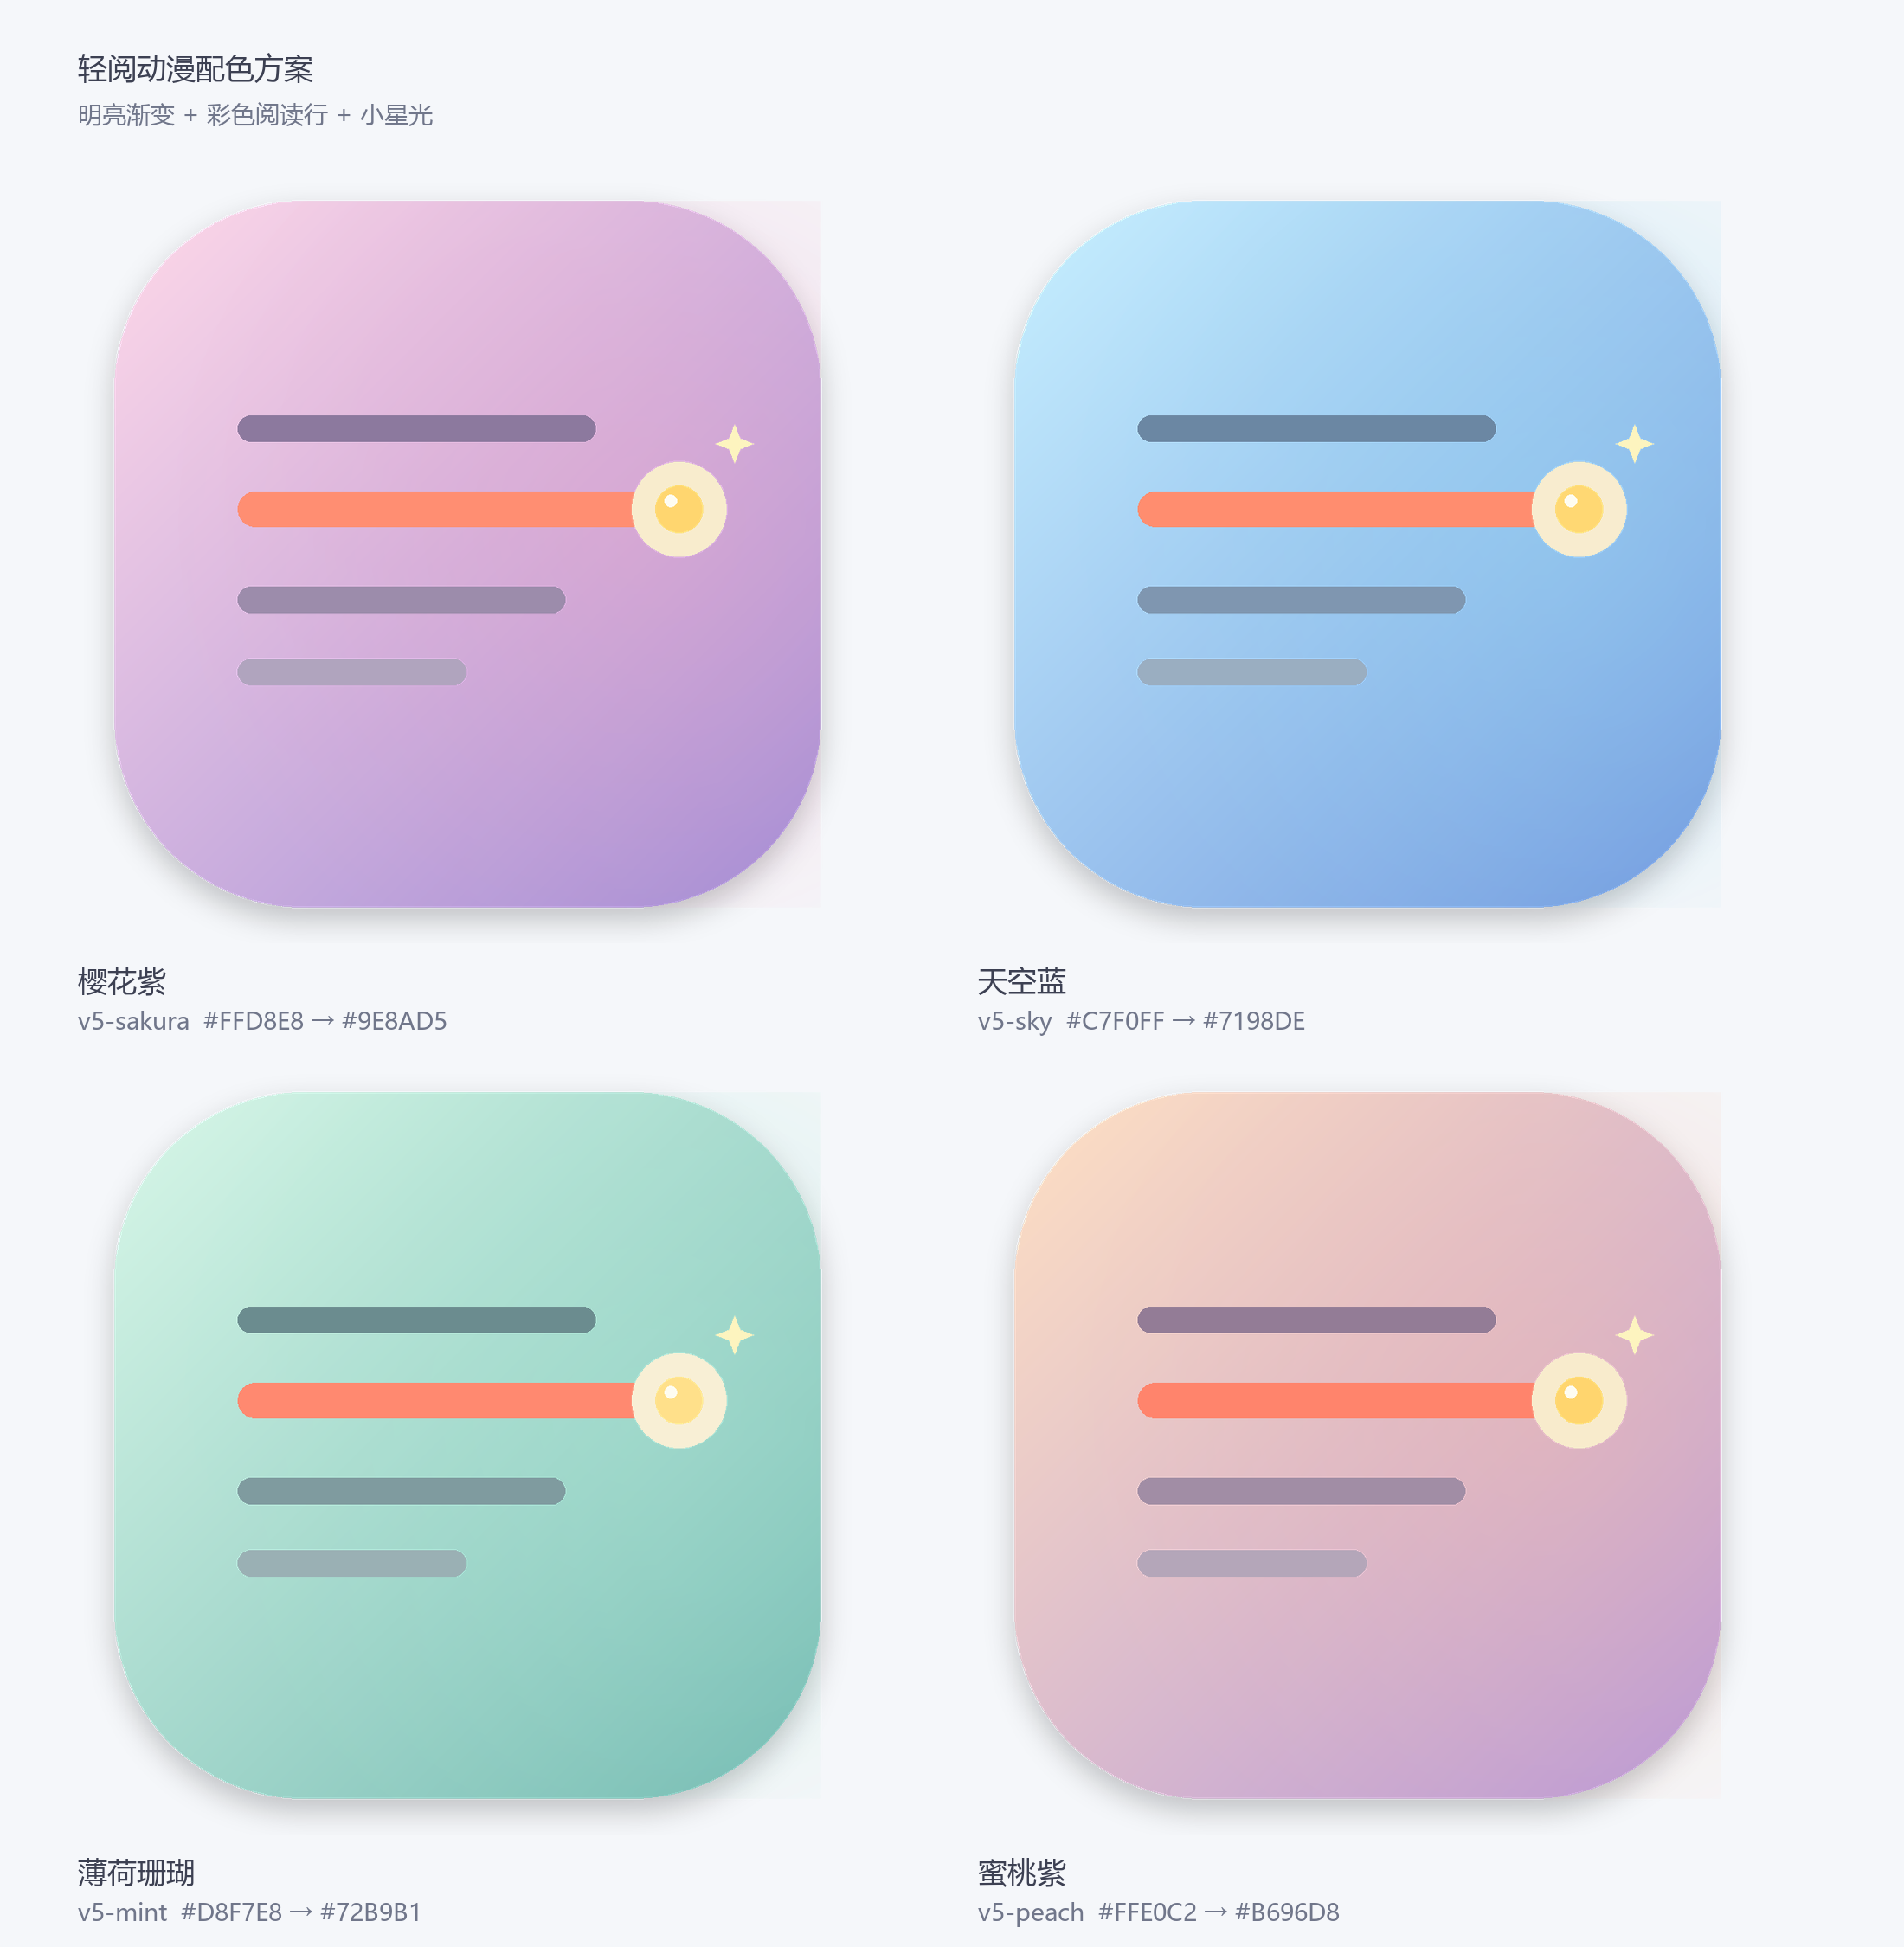 轻阅动漫配色方案
明亮渐变 + 彩色阅读行 + 小星光
樱花紫
v5-sakura #FFD8E8 → #9E8AD5
天空蓝
v5-sky #C7F0FF → #7198DE
薄荷珊瑚
v5-mint #D8F7E8 → #72B9B1
蜜桃紫
v5-peach #FFE0C2 → #B696D8